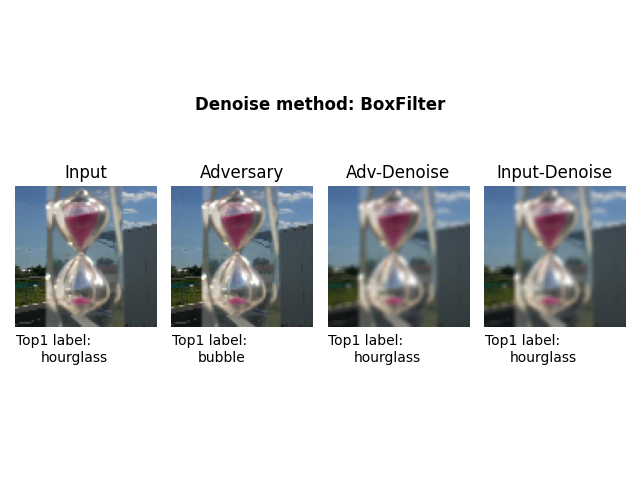 Denoise method: BoxFilter
Input
Adversary
Adv-Denoise
Input-Denoise
Top1 label:
hourglass
Top1 label:
bubble
Top1 label:
hourglass
Top1 label:
hourglass